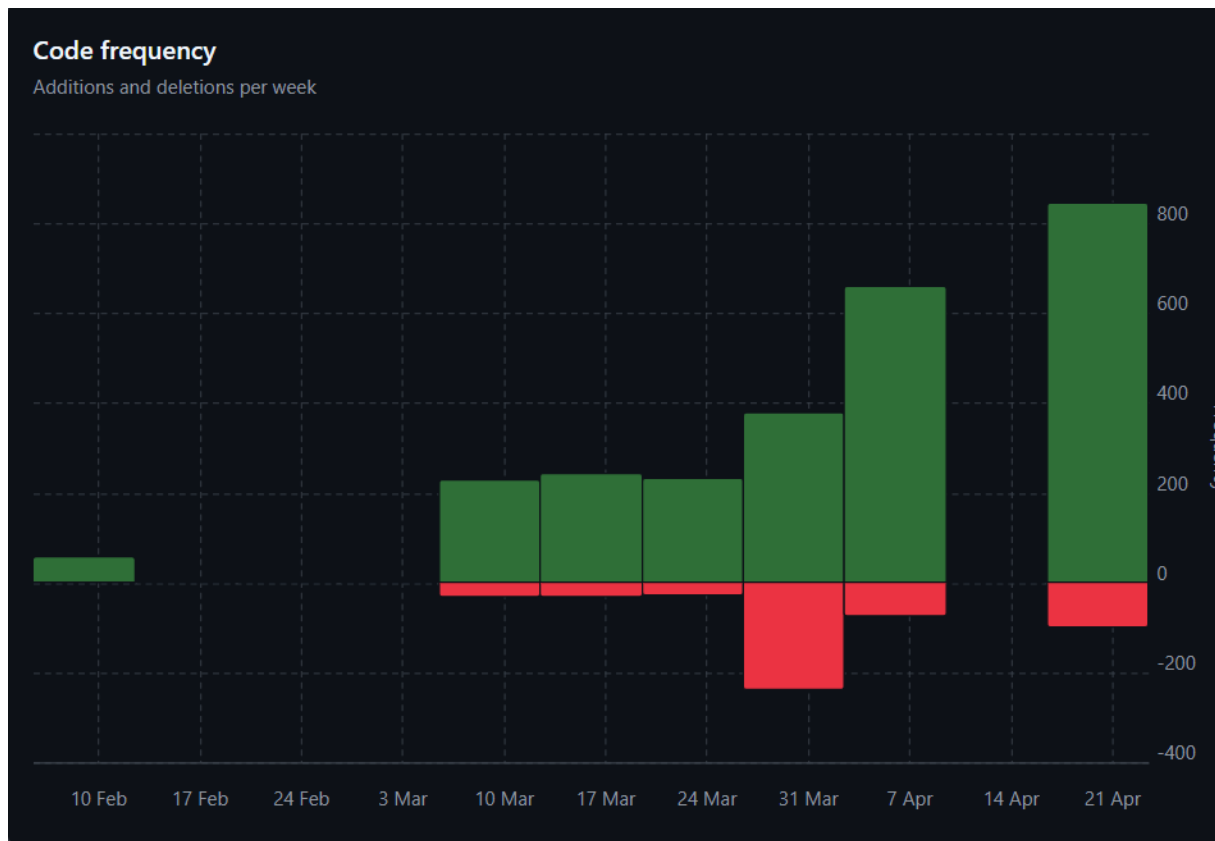 Code frequency
Additions and deletions per week
800
600
400
200
0
-200
-400
10 Feb 17 Feb 24 Feb 3 Mar 10 Mar 17 Mar 24 Mar 31 Mar 7 Apr 14 Apr 21 Apr